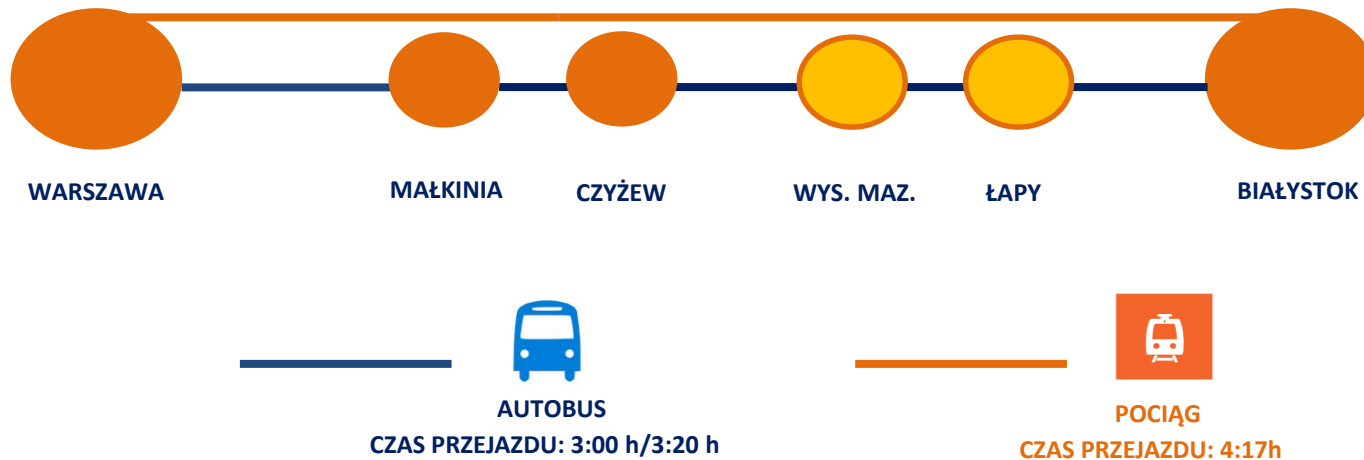 WARSZAWA
MAŁKINIA
CZYŻEW
WYS. MAZ.
ŁAPY
BIAŁYSTOK
AUTOBUS
CZAS PRZEJAZDU: 3:00 h/3:20 h
POCIĄG
CZAS PRZEJAZDU: 4:17h